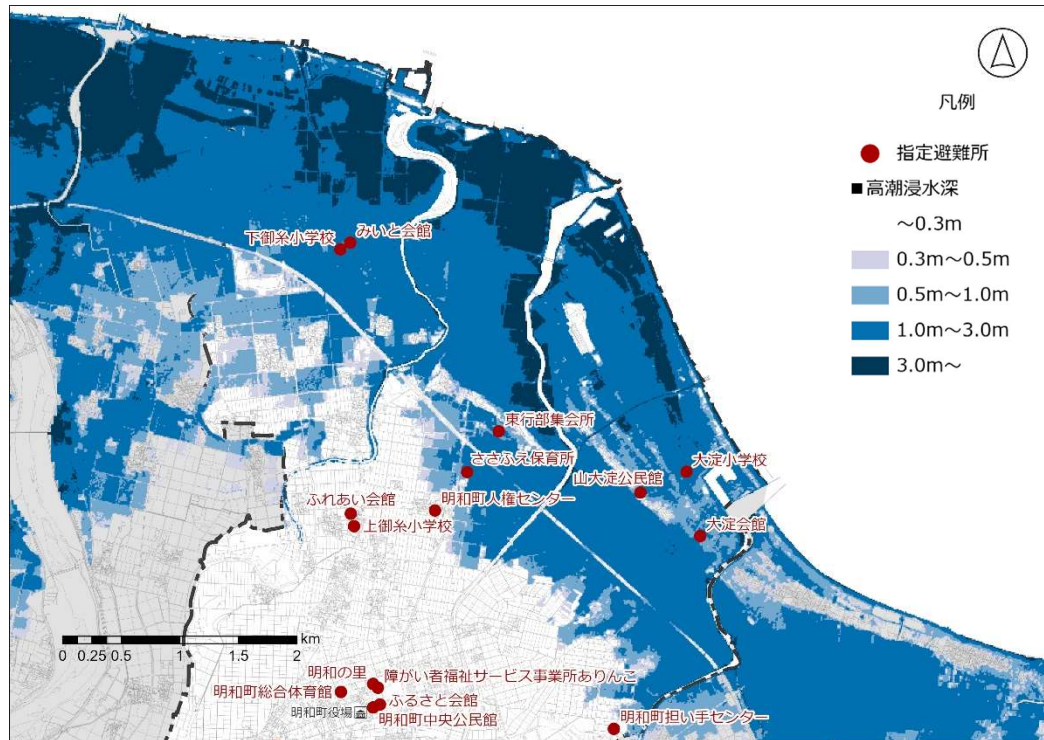 凡例
指定避難所
高潮浸水深
～0.3m
0.3m～0.5m
0.5m～1.0m
1.0m～3.0m
3.0m～
みいと会館
下御糸小学校
東行部集会所
ささふえ保育所
大淀小学校
山大淀公民館
ふれあい会館
明和町人権センター
上御糸小学校
大淀会館
km
0 0.25 0.5 1 1.5 2
明和の里
障がい者福祉サービス事業所ありんこ
明和町総合体育館
ふるさと会館
明和町役場
明和町中央公民館
明和町担い手センター